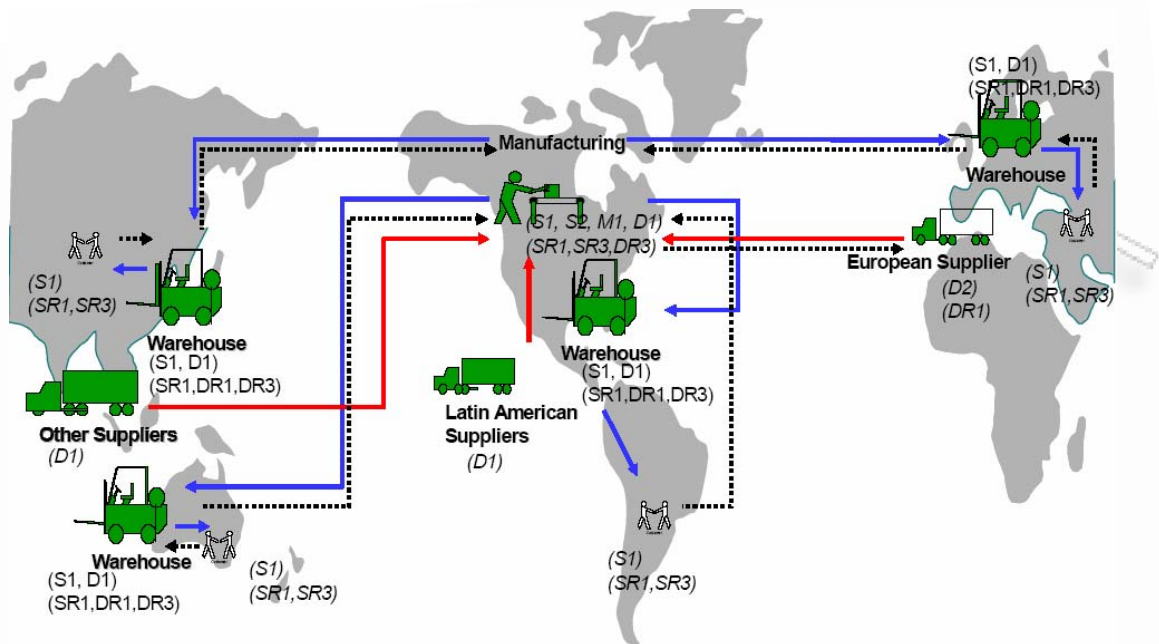 (S1, D1)
(SR1,DR1,DR3)
Manufacturing
Warehouse
(S1, S2, M1, D1)
(SR1,SR3,DR3)
European Supplier
(D2)
(DR1)
(S1)
(SR1,SR3)
(S1)
(SR1,SR3)
Warehouse
(S1, D1)
(SR1,DR1,DR3)
Warehouse
(S1, D1)
(SR1,DR1,DR3)
Other Suppliers
(D1)
Latin American
Suppliers
(D1)
Warehouse
(S1, D1)
(SR1,DR1,DR3)
(S1)
(SR1,SR3)
(S1)
(SR1,SR3)